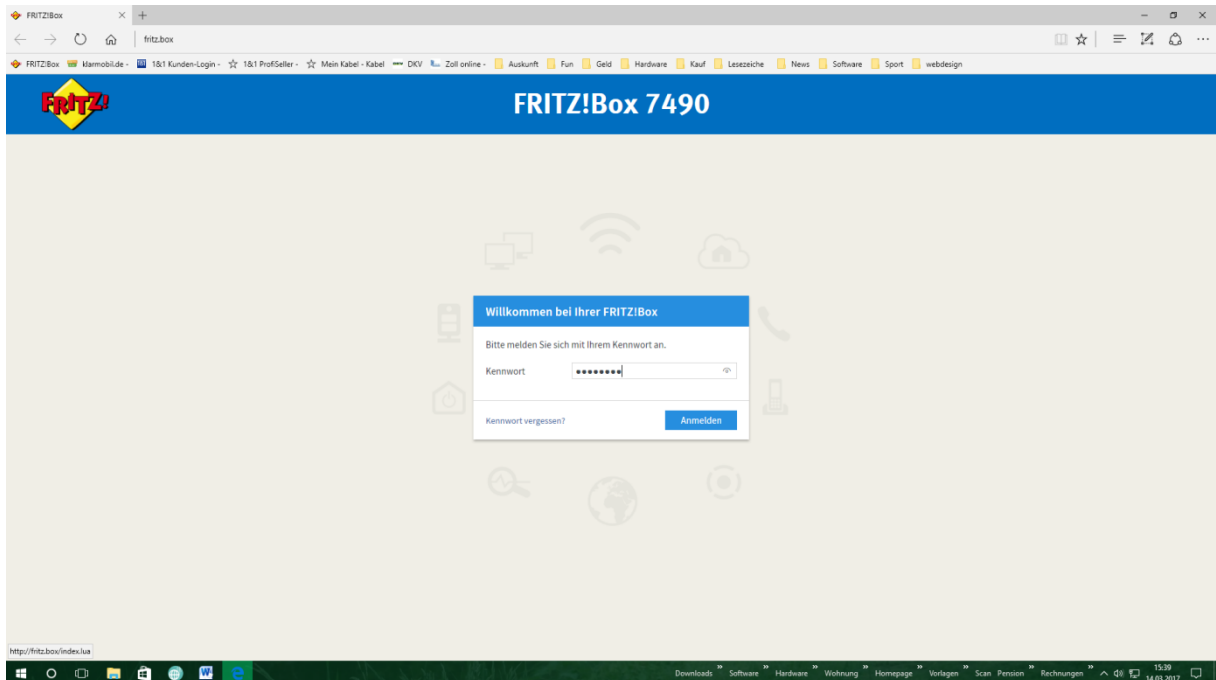 FRITZ!Box
fritz.box
FRITZ!Box klarmobil.de - 1&1 Kunden-Login - 1&1 ProfiSeller - Mein Kabel - Kabel DKV Zoll online - Auskunft Fun Geld Hardware Kauf Lesezeiche News Software Sport webdesign
FRITZ! FRITZ!Box 7490
Willkommen bei Ihrer FRITZ!Box
Bitte melden Sie sich mit Ihrem Kennwort an.
Kennwort ••••••••
Kennwort vergessen? Anmelden
http://fritz.box/index.lua
Downloads » Software » Hardware » Wohnung » Homepage » Vorlagen » Scan Pension » Rechnungen » 15:39
14.03.2017